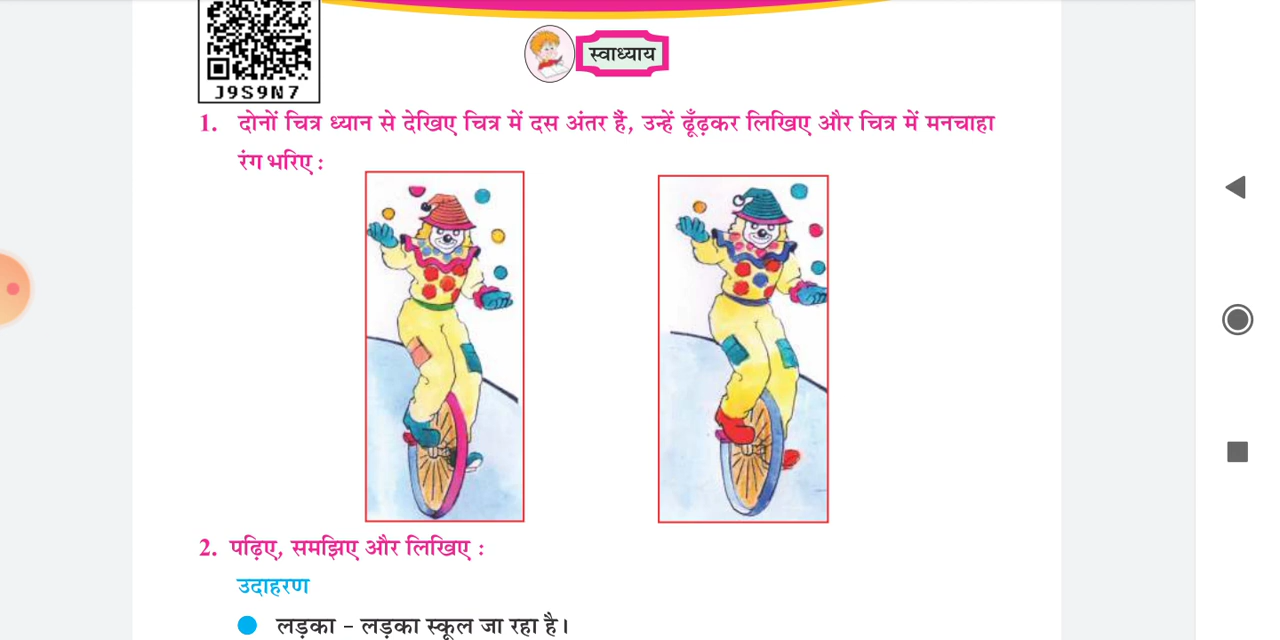 J9S9N7
स्वाध्याय
1. दोनों चित्र ध्यान से देखिए चित्र में दस अंतर हैं, उन्हें ढूँढ़कर लिखिए और चित्र में मनचाहा
रंग भरिए :
2. पढ़िए, समझिए और लिखिए :
उदाहरण
● लड़का - लड़का स्कूल जा रहा है।